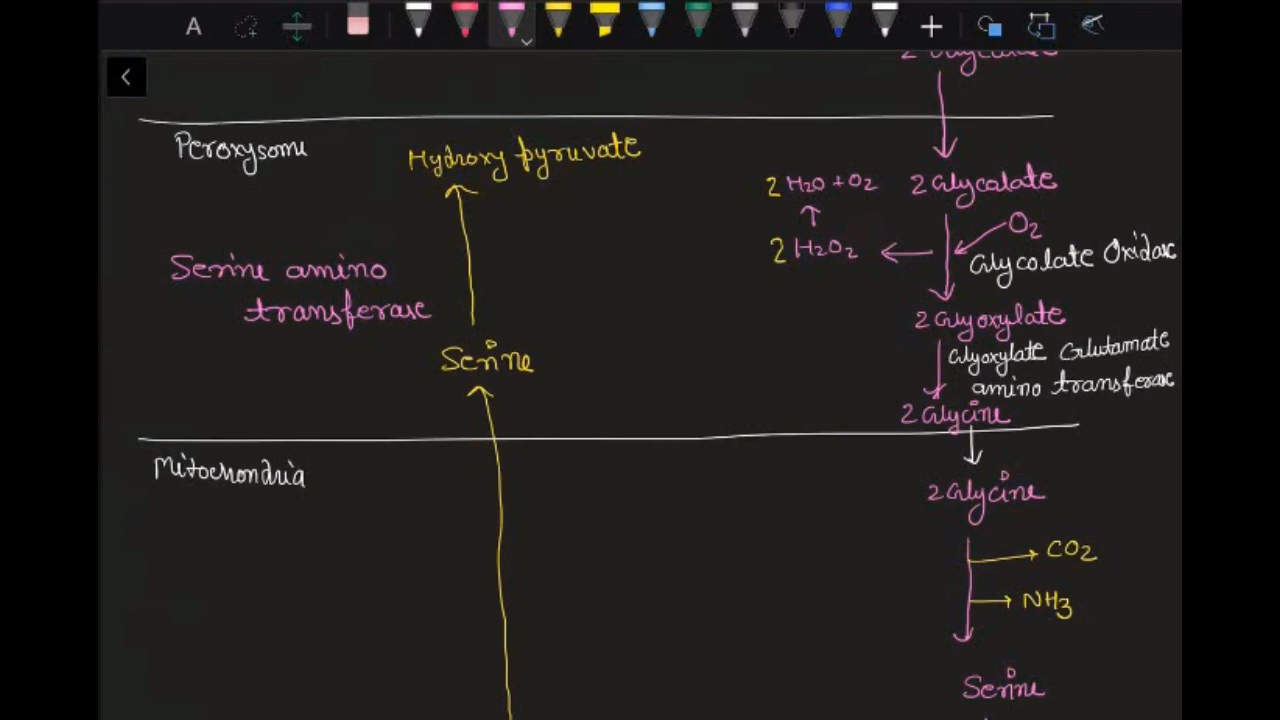 A
Peroxysome
Hydroxy pyruvate
2 H2O + O2
2 Glycolate
O2
2 H2O2
Glycolate Oxidase
Serine amino
transferase
2 Glyoxylate
Glyoxylate Glutamate
amino transferase
Serine
2 Glycine
Mitochondria
2 Glycine
CO2
NH3
Serine